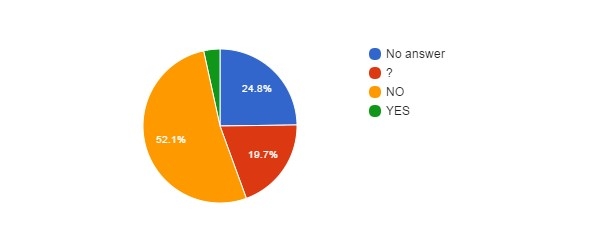 No answer
?
NO
YES
24.8%
19.7%
52.1%